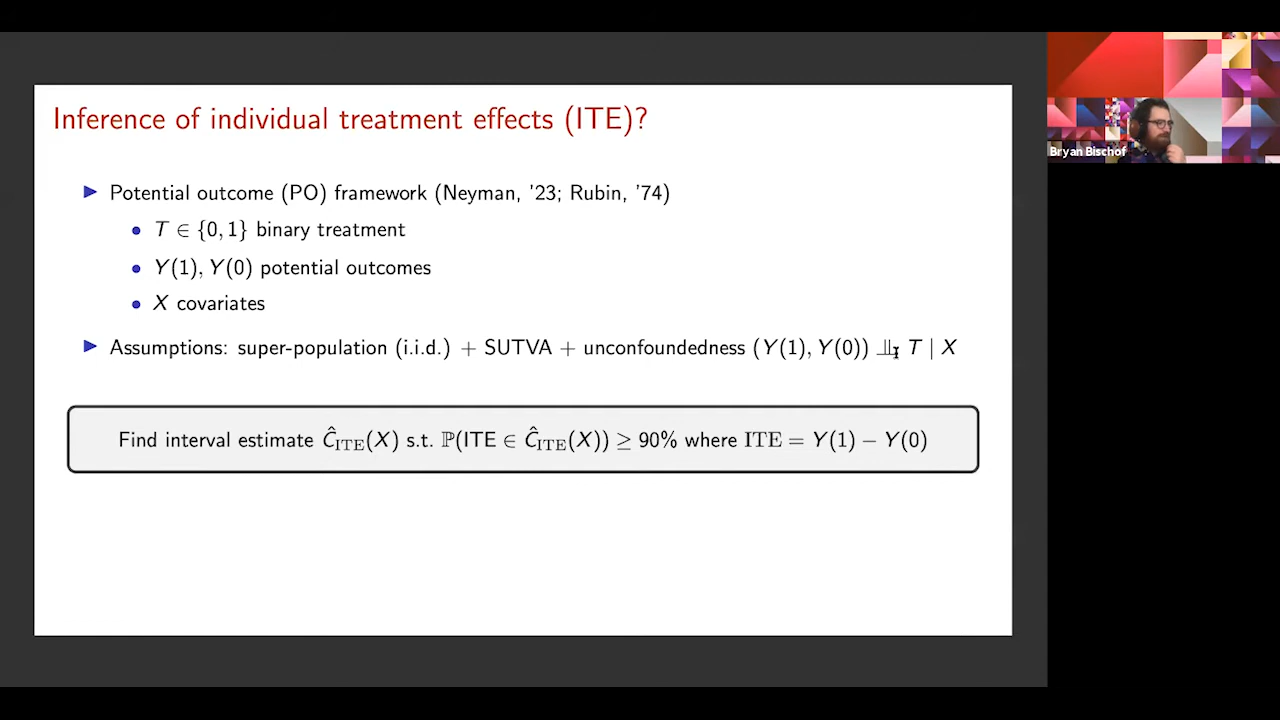 Inference of individual treatment effects (ITE)?
Potential outcome (PO) framework (Neyman, '23; Rubin, '74)
T ∈ {0, 1} binary treatment
Y(1), Y(0) potential outcomes
X covariates
Assumptions: super-population (i.i.d.) + SUTVA + unconfoundedness (Y(1), Y(0)) ⫫ T | X
Find interval estimate Ĉ_ITE(X) s.t. ℙ(ITE ∈ Ĉ_ITE(X)) ≥ 90% where ITE = Y(1) − Y(0)
Bryan Bischof